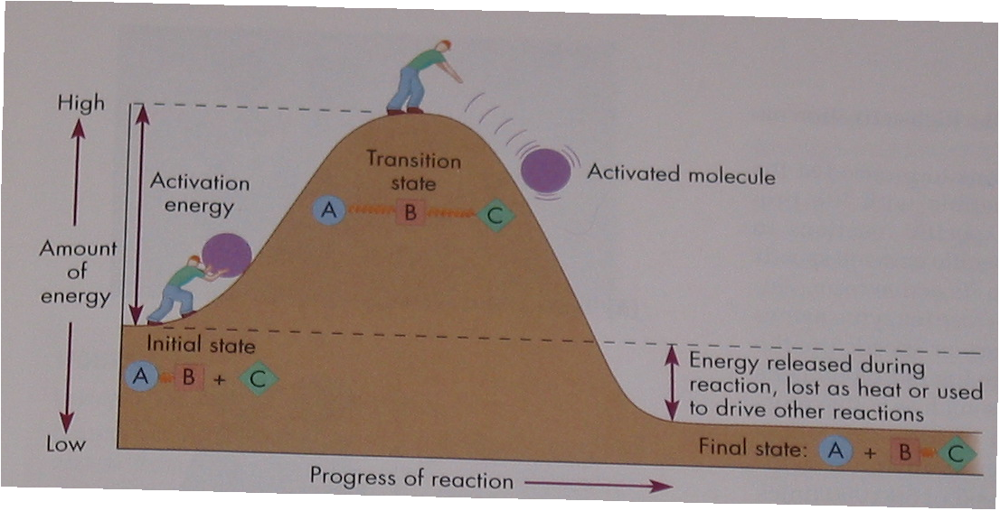 High
Amount
of
energy
Low
Activation
energy
Transition
state
A B C
Activated molecule
Initial state
A B + C
Energy released during
reaction, lost as heat or used
to drive other reactions
Final state: A + B C
Progress of reaction